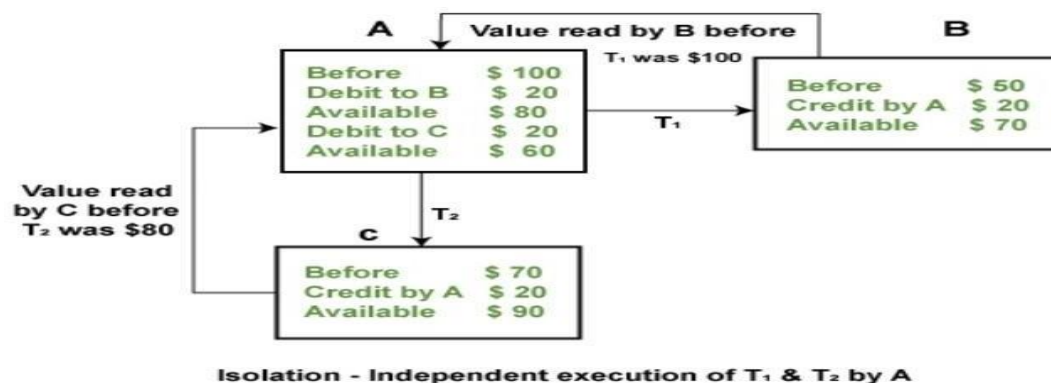 A
Value read by B before
T₁ was $100
B
Before $ 100
Debit to B $ 20
Available $ 80
Debit to C $ 20
Available $ 60
T₁
Before $ 50
Credit by A $ 20
Available $ 70
Value read
by C before
T₂ was $80
T₂
C
Before $ 70
Credit by A $ 20
Available $ 90
Isolation - Independent execution of T₁ & T₂ by A